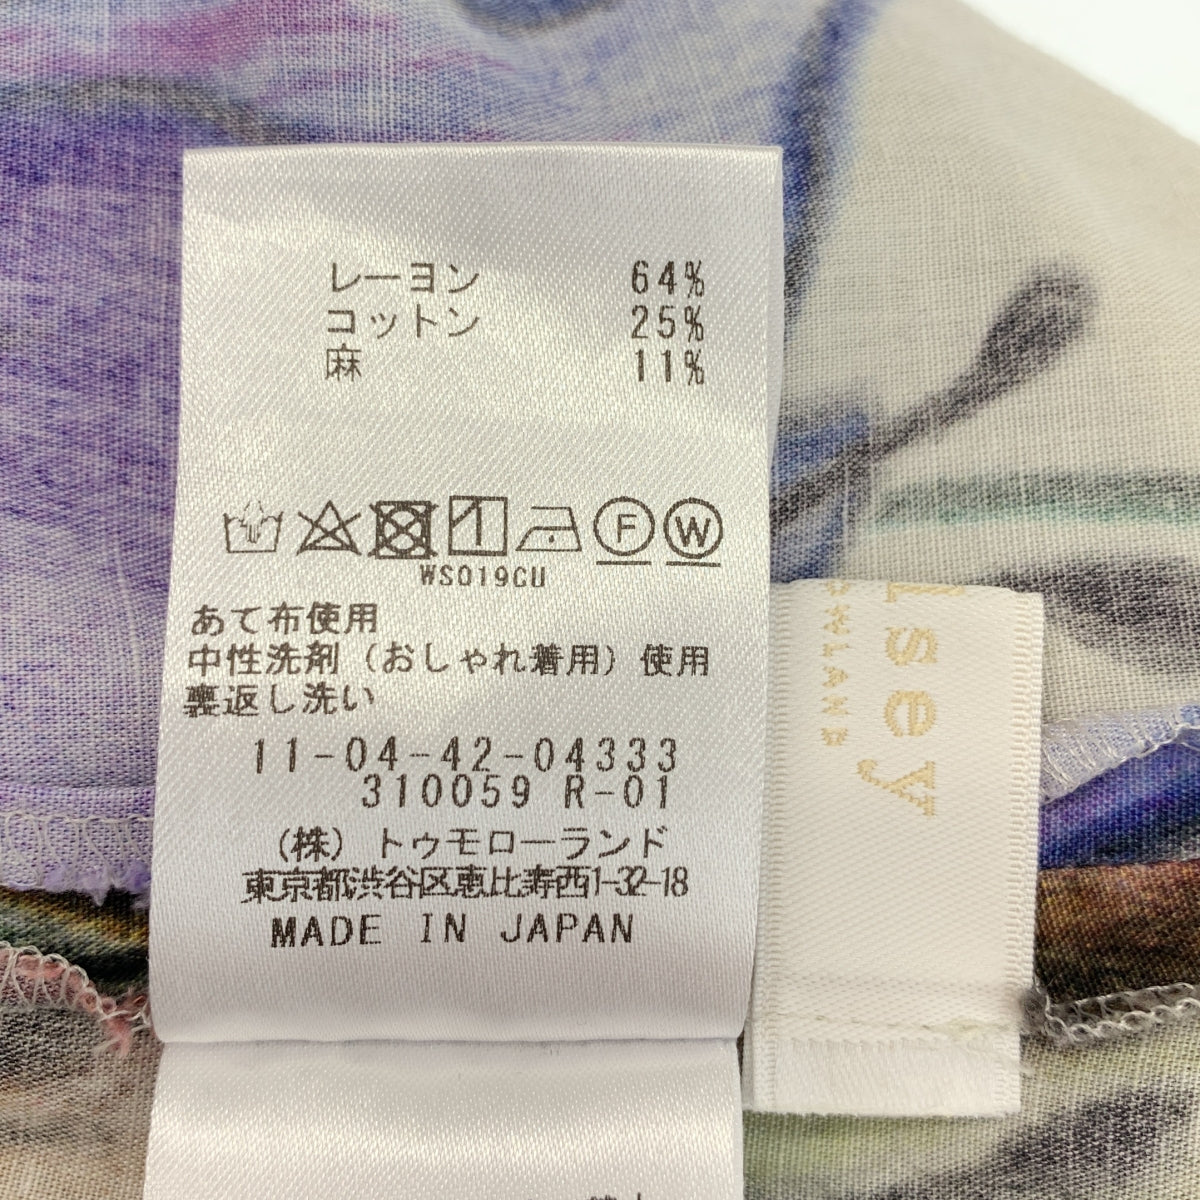 レーヨン 64%
コットン 25%
麻 11%
F W
WS019CU
あて布使用
中性洗剤（おしゃれ着用）使用
裏返し洗い
11-04-42-04333
310059 R-01
（株）トゥモローランド
東京都渋谷区恵比寿西1-32-18
MADE IN JAPAN
lsey
OWLAND